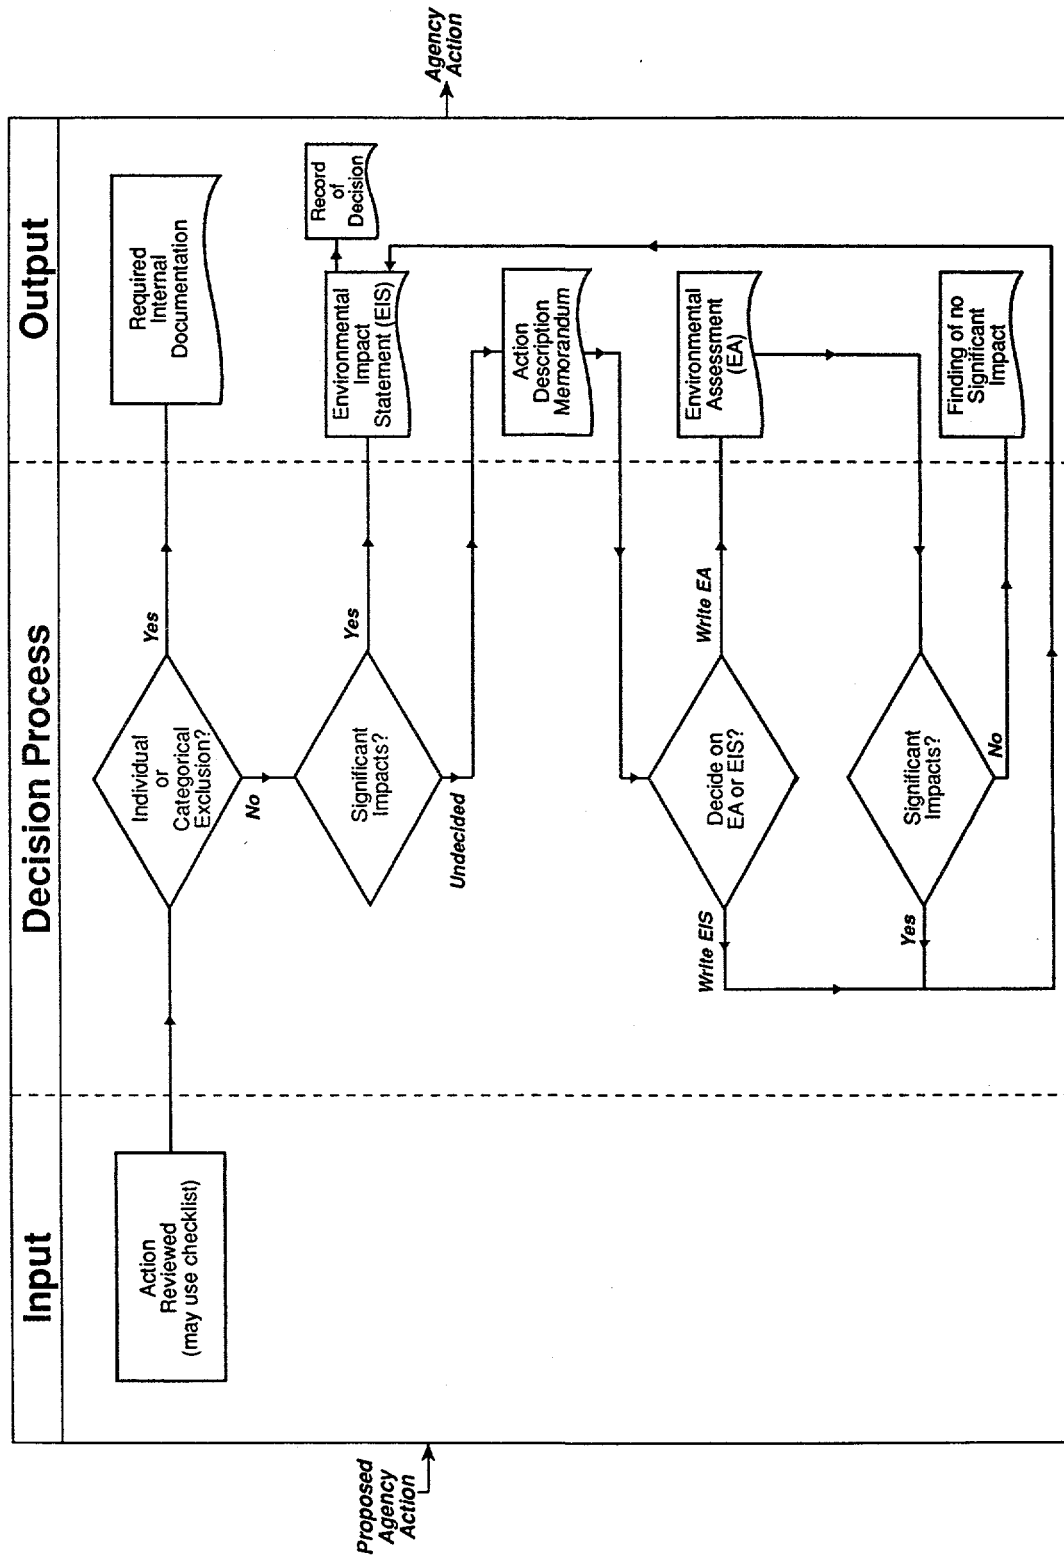 Input
Decision Process
Output
Proposed
Agency
Action
Action
Reviewed
(may use checklist)
Individual
or
Categorical
Exclusion?
Yes
Required
Internal
Documentation
No
Significant
Impacts?
Yes
Environmental
Impact
Statement (EIS)
Record
of
Decision
Undecided
Action
Description
Memorandum
Decide on
EA or EIS?
Write EA
Environmental
Assessment
(EA)
Write EIS
Significant
Impacts?
Yes
No
Finding of no
Significant
Impact
Agency
Action